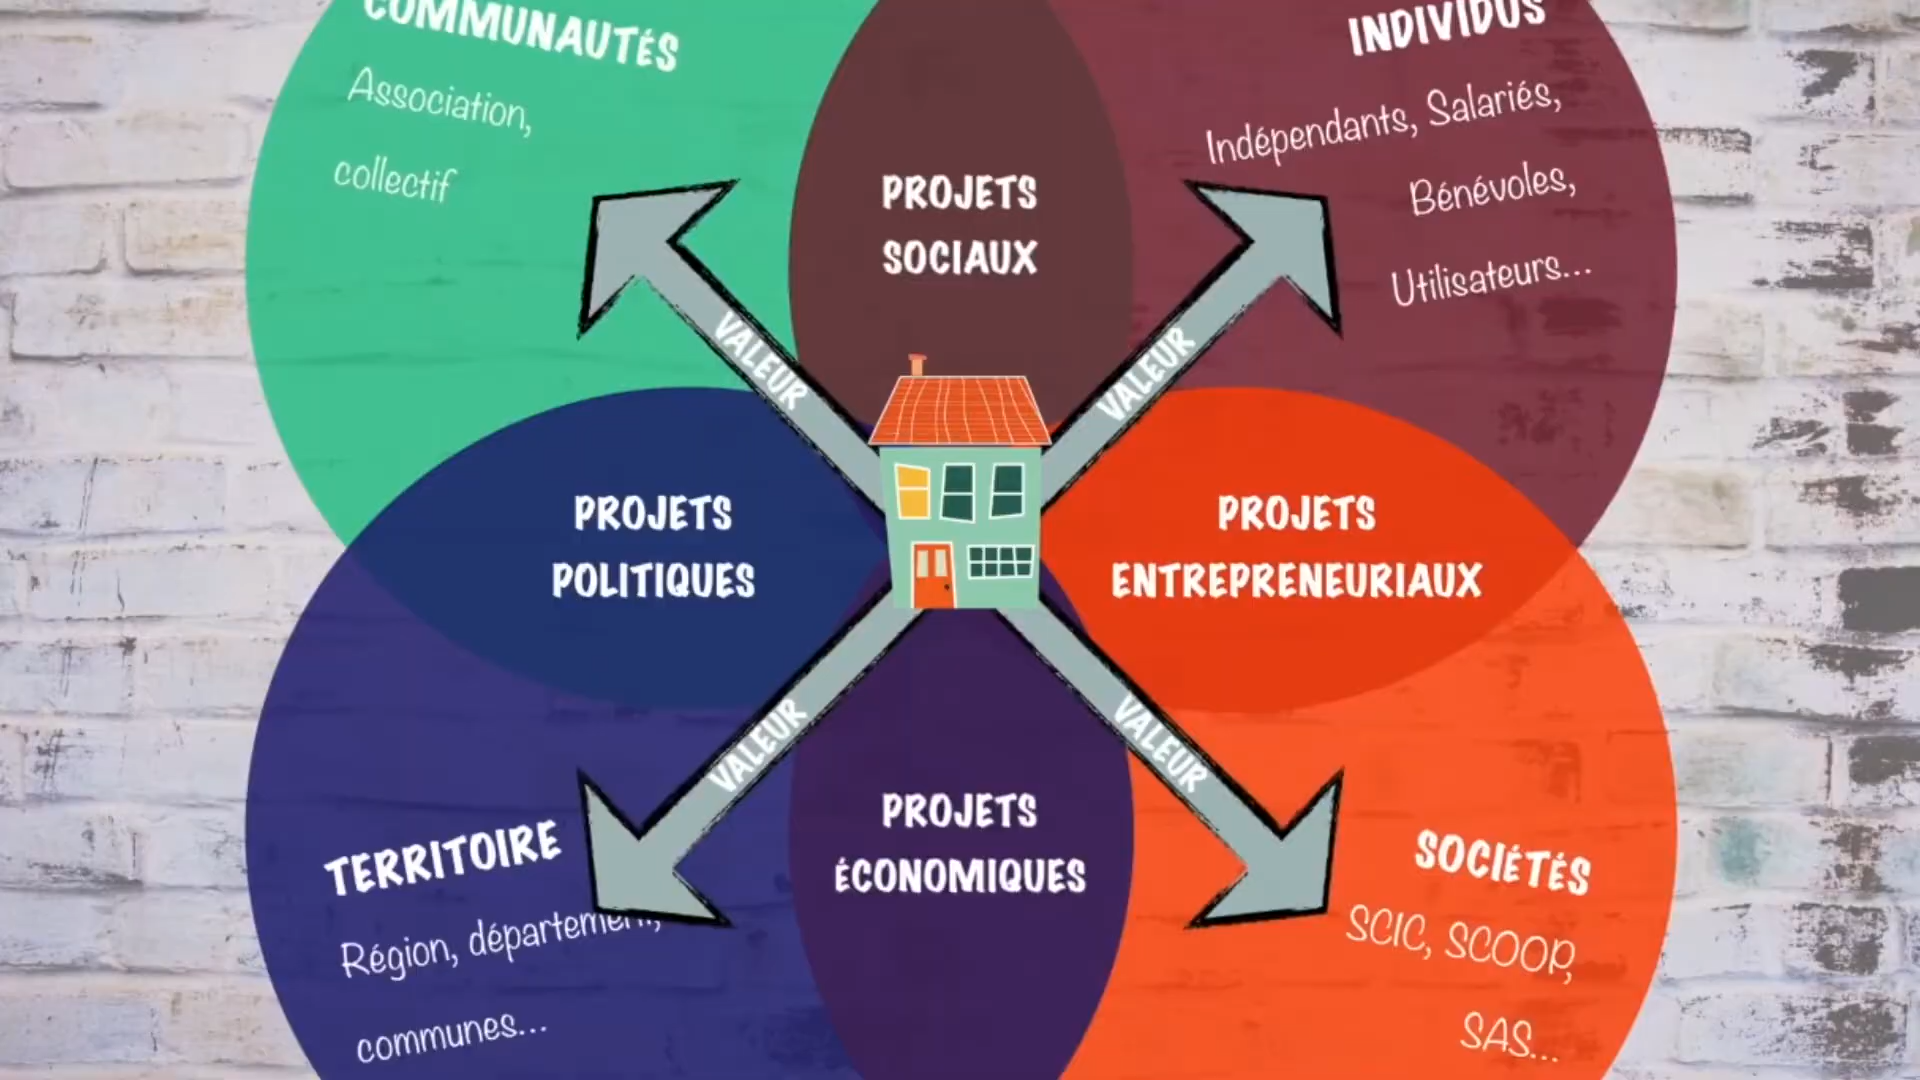 COMMUNAUTÉS
Association,
collectif
INDIVIDUS
Indépendants, Salariés,
Bénévoles,
Utilisateurs...
PROJETS
SOCIAUX
VALEUR
VALEUR
PROJETS
POLITIQUES
PROJETS
ENTREPRENEURIAUX
VALEUR
VALEUR
PROJETS
ÉCONOMIQUES
TERRITOIRE
Région, département,
communes...
SOCIÉTÉS
SCIC, SCOOP,
SAS...